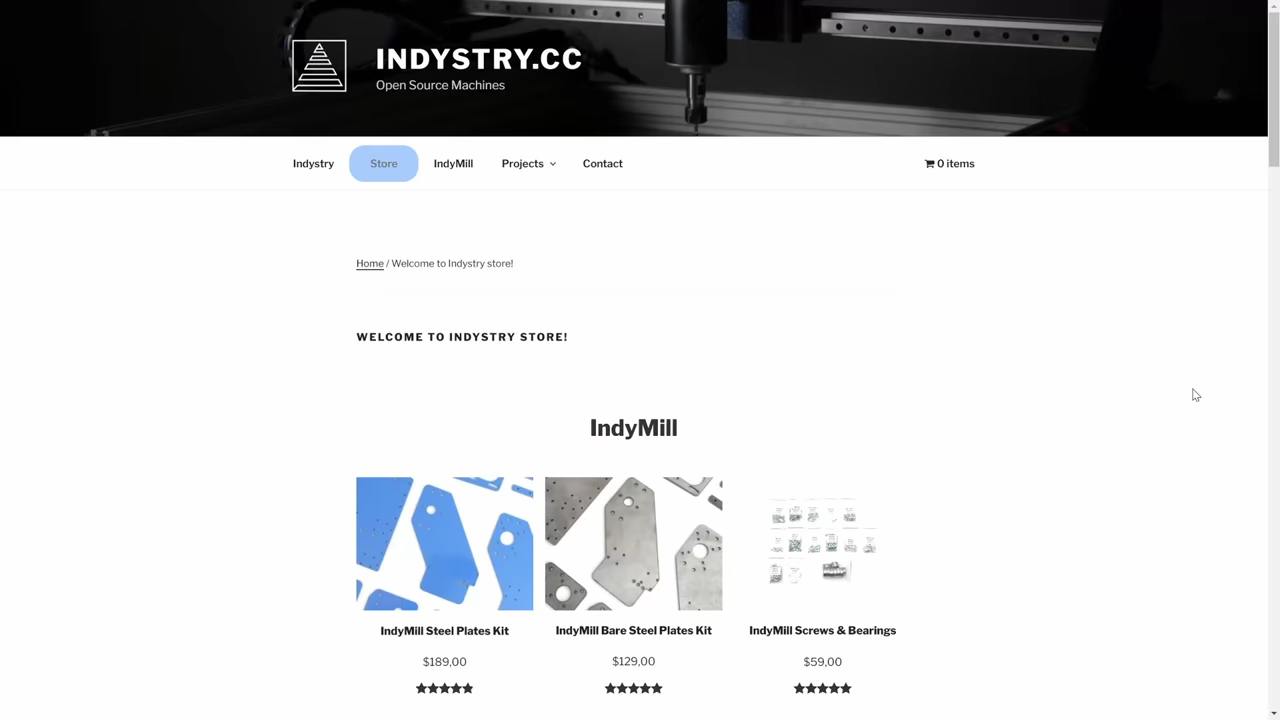 INDYSTRY.CC
Open Source Machines
Indystry
Store
IndyMill
Projects
Contact
0 items
Home / Welcome to Indystry store!
WELCOME TO INDYSTRY STORE!
IndyMill
IndyMill Steel Plates Kit
IndyMill Bare Steel Plates Kit
IndyMill Screws & Bearings
$189,00
$129,00
$59,00